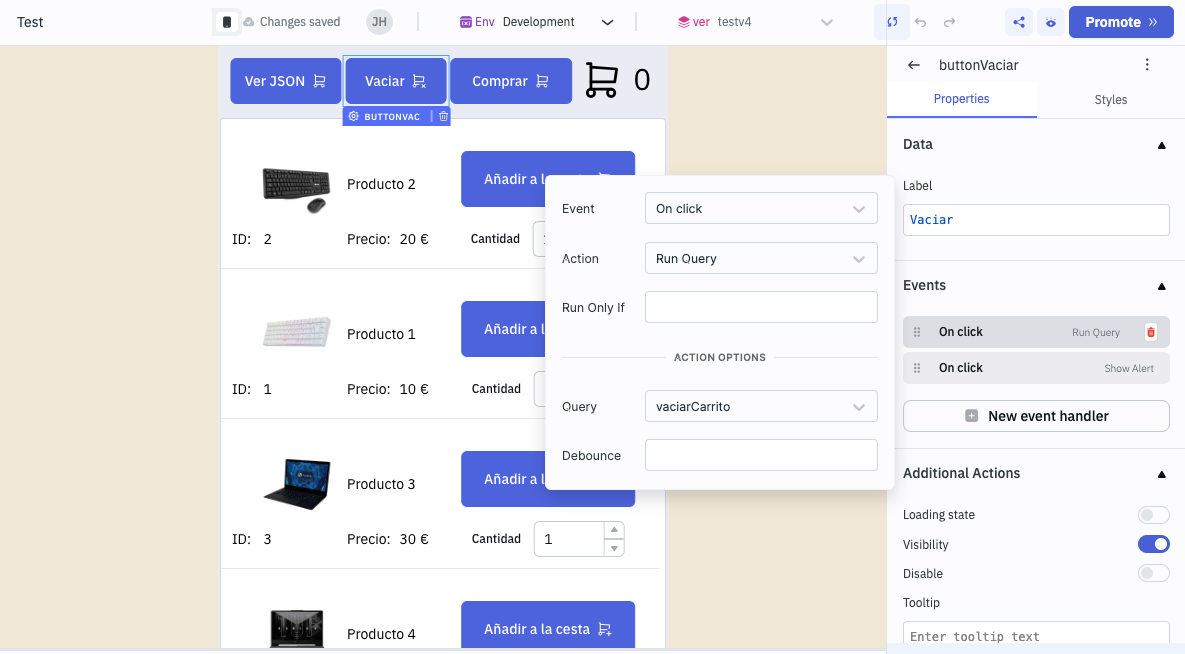 Test
Changes saved
JH
Env Development
ver testv4
Promote
Ver JSON
Vaciar
Comprar
0
BUTTONVAC
Producto 2
ID: 2
Precio: 20 €
Cantidad
Producto 1
Añadir a l
ID: 1
Precio: 10 €
Cantidad
Producto 3
Añadir a l
ID: 3
Precio: 30 €
Cantidad
1
Producto 4
Añadir a la cesta
Añadir a l
Event
On click
Action
Run Query
Run Only If
ACTION OPTIONS
Query
vaciarCarrito
Debounce
buttonVaciar
Properties
Styles
Data
Label
Vaciar
Events
On click
Run Query
On click
Show Alert
New event handler
Additional Actions
Loading state
Visibility
Disable
Tooltip
Enter tooltip text